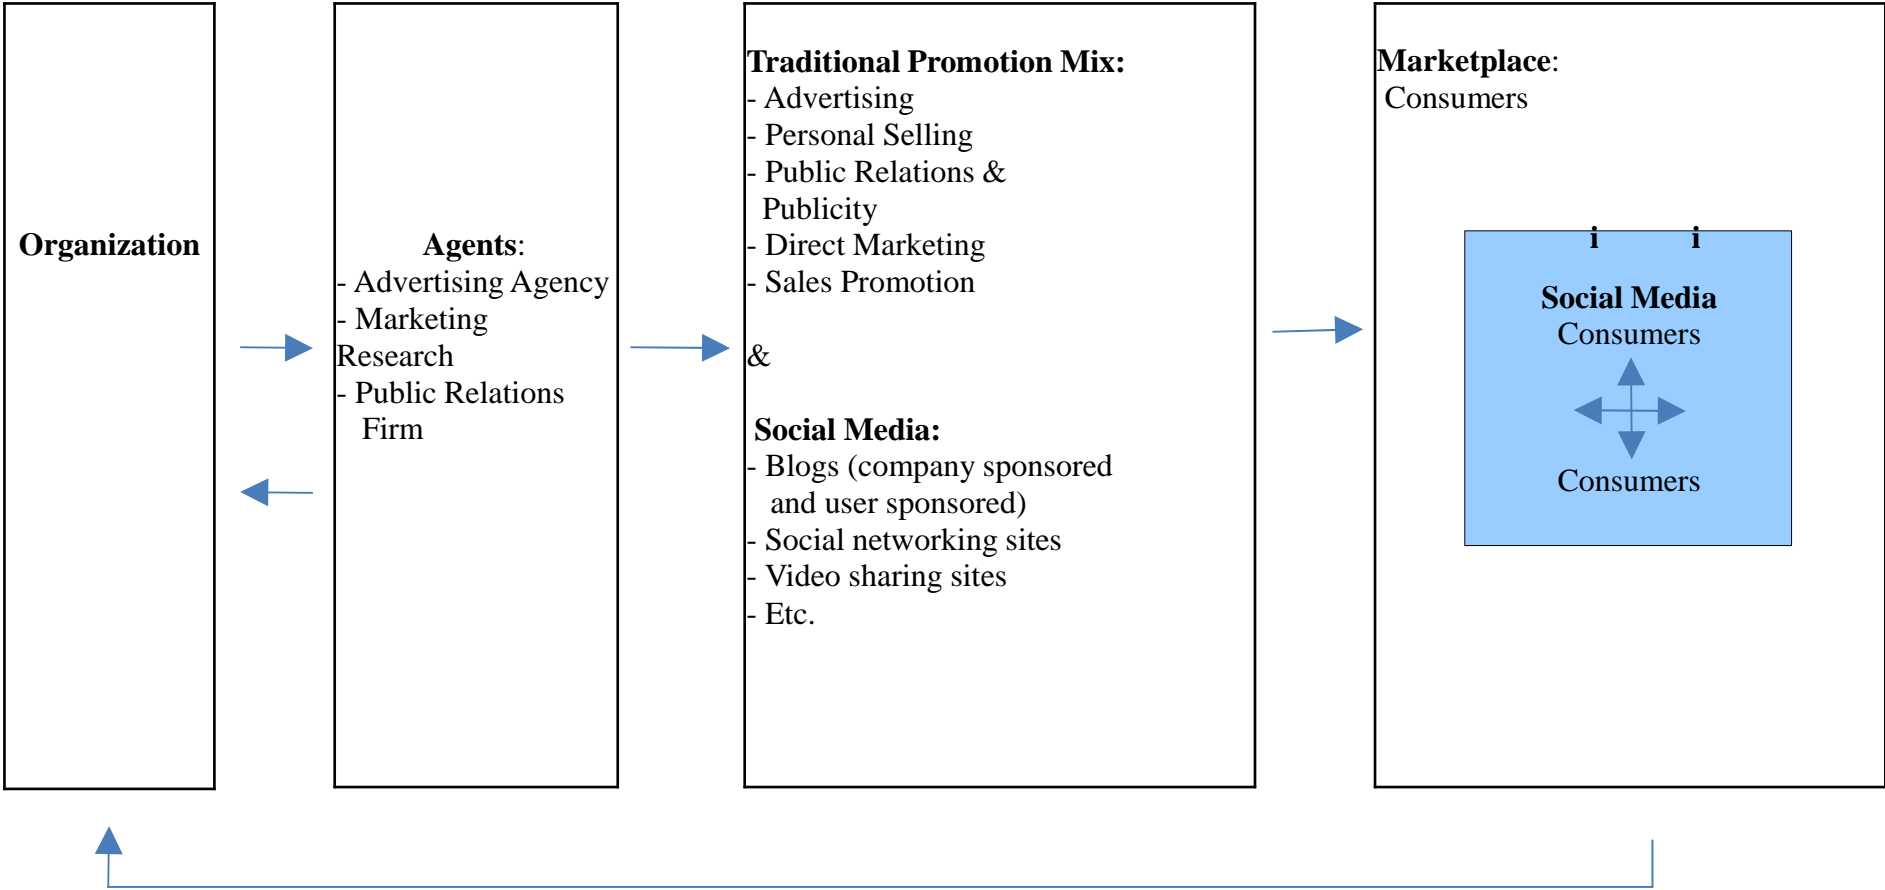 Organization
Agents:
- Advertising Agency
- Marketing
Research
- Public Relations
Firm
Traditional Promotion Mix:
- Advertising
- Personal Selling
- Public Relations &
Publicity
- Direct Marketing
- Sales Promotion
&
Social Media:
- Blogs (company sponsored
and user sponsored)
- Social networking sites
- Video sharing sites
- Etc.
Marketplace:
Consumers
i i
Social Media
Consumers
Consumers